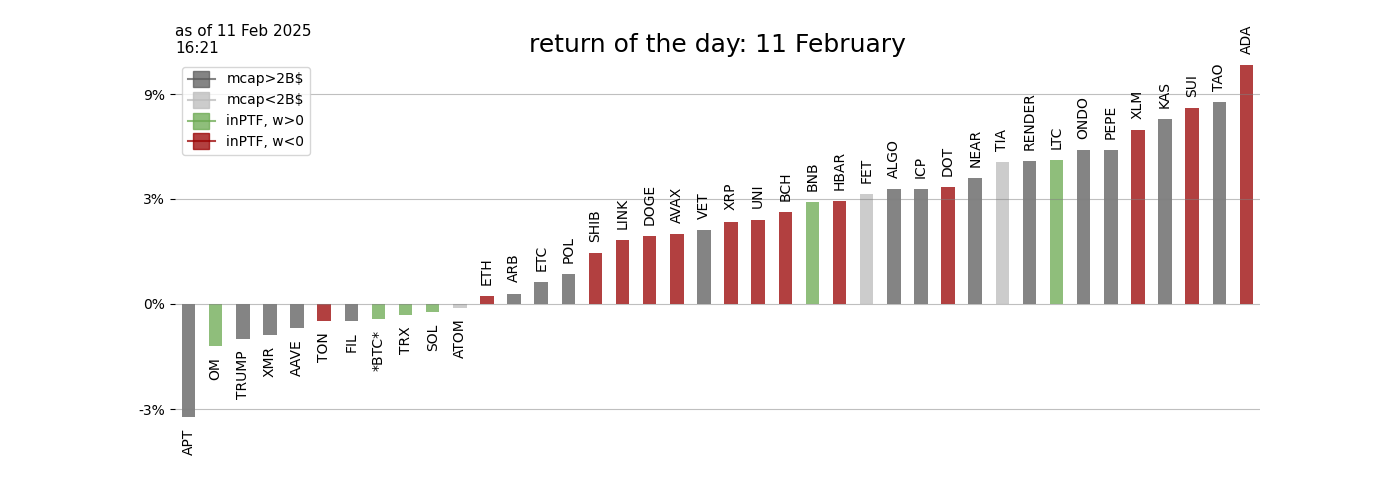 as of 11 Feb 2025
16:21
return of the day: 11 February
mcap>2B$
mcap<2B$
inPTF, w>0
inPTF, w<0
9%
3%
0%
-3%
APT
OM
TRUMP
XMR
AAVE
TON
FIL
*BTC*
TRX
SOL
ATOM
ETH
ARB
ETC
POL
SHIB
LINK
DOGE
AVAX
VET
XRP
UNI
BCH
BNB
HBAR
FET
ALGO
ICP
DOT
NEAR
TIA
RENDER
LTC
ONDO
PEPE
XLM
KAS
SUI
TAO
ADA